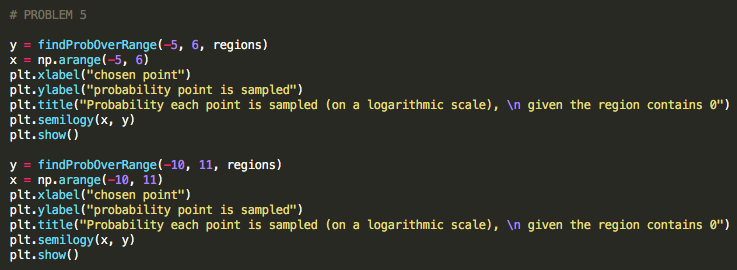 # PROBLEM 5
y = findProbOverRange(-5, 6, regions)
x = np.arange(-5, 6)
plt.xlabel("chosen point")
plt.ylabel("probability point is sampled")
plt.title("Probability each point is sampled (on a logarithmic scale), \n given the region contains 0")
plt.semilogy(x, y)
plt.show()
y = findProbOverRange(-10, 11, regions)
x = np.arange(-10, 11)
plt.xlabel("chosen point")
plt.ylabel("probability point is sampled")
plt.title("Probability each point is sampled (on a logarithmic scale), \n given the region contains 0")
plt.semilogy(x, y)
plt.show()